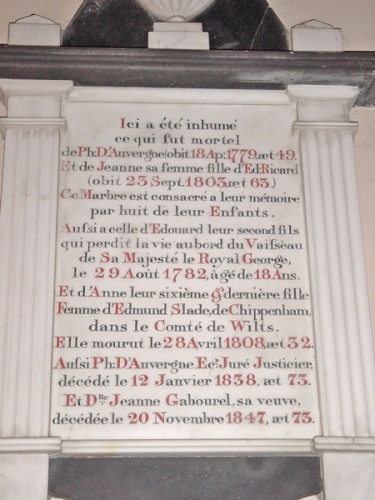 Ici a été inhumé
ce qui fut mortel
de Ph: D'Auvergne (obit 18 Ap: 1779, æt 49.
Et de Jeanne sa femme fille d'Ed: Ricard
(obit 23 Sept. 1803, æt 63.)
Ce Marbre est consacré a leur mémoire
par huit de leur Enfants.
Aussi a celle d'Edouard leur second fils
qui perdit la vie au bord du Vaisseau
de Sa Majesté le Royal George,
le 29 Août 1782, âgé de 18 Ans.
Et d'Anne leur sixième & dernière fille
Femme d'Edmund Slade, de Chippenham,
dans le Comté de Wilts.
Elle mourut le 28 Avril 1808, æt 32.
Aussi Ph: D'Auvergne Ecr. Juré Justicier,
décédé le 12 Janvier 1838, æt 73.
Et Dlle Jeanne Gabourel, sa veuve,
décédée le 20 Novembre 1847, æt 73.